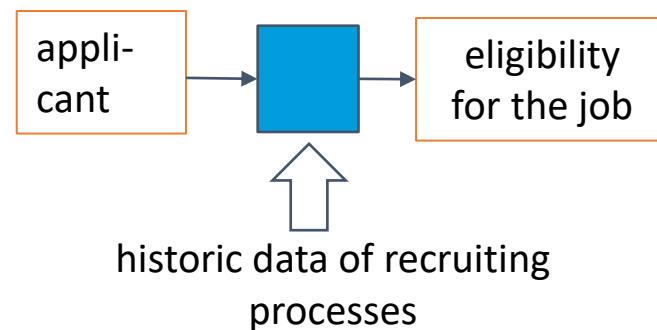 appli-
cant
eligibility
for the job
historic data of recruiting
processes